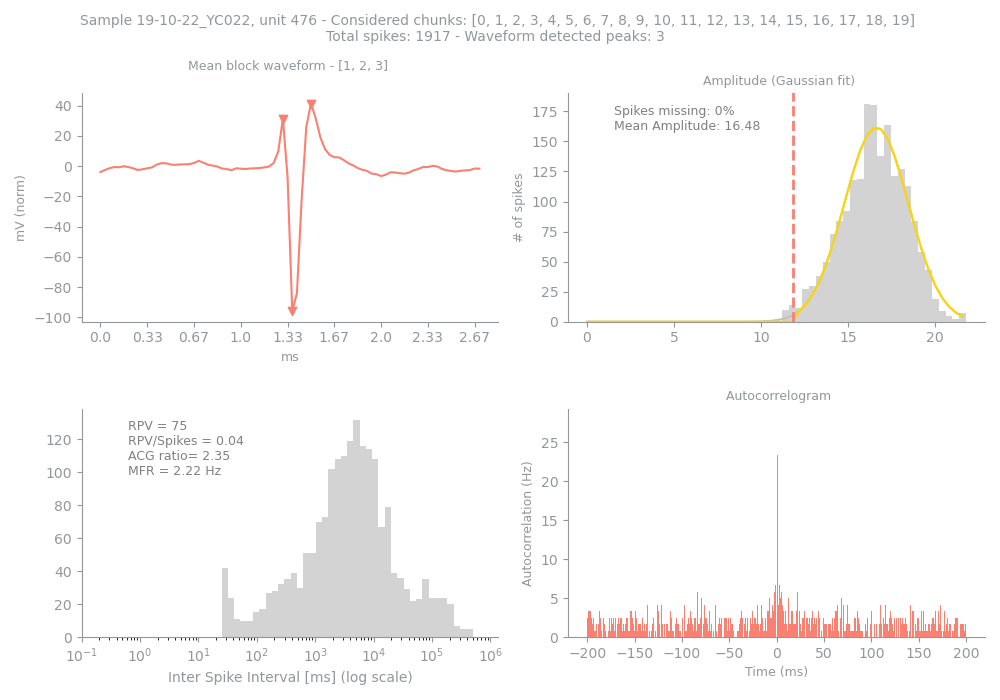 Sample 19-10-22_YC022, unit 476 - Considered chunks: [0, 1, 2, 3, 4, 5, 6, 7, 8, 9, 10, 11, 12, 13, 14, 15, 16, 17, 18, 19]
Total spikes: 1917 - Waveform detected peaks: 3
Mean block waveform - [1, 2, 3]
mV (norm)
40
20
0
−20
−40
−60
−80
−100
0.0 0.33 0.67 1.0 1.33 1.67 2.0 2.33 2.67
ms
Amplitude (Gaussian fit)
Spikes missing: 0%
Mean Amplitude: 16.48
# of spikes
175
150
125
100
75
50
25
0
0 5 10 15 20
RPV = 75
RPV/Spikes = 0.04
ACG ratio= 2.35
MFR = 2.22 Hz
120
100
80
60
40
20
0
10⁻¹ 10⁰ 10¹ 10² 10³ 10⁴ 10⁵ 10⁶
Inter Spike Interval [ms] (log scale)
Autocorrelogram
Autocorrelation (Hz)
25
20
15
10
5
0
−200 −150 −100 −50 0 50 100 150 200
Time (ms)